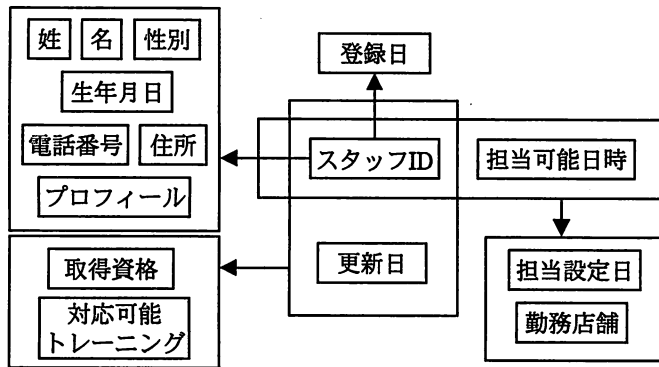 姓 名 性別
生年月日
電話番号 住所
プロフィール
取得資格
対応可能
トレーニング
登録日
スタッフID
更新日
担当可能日時
担当設定日
勤務店舗